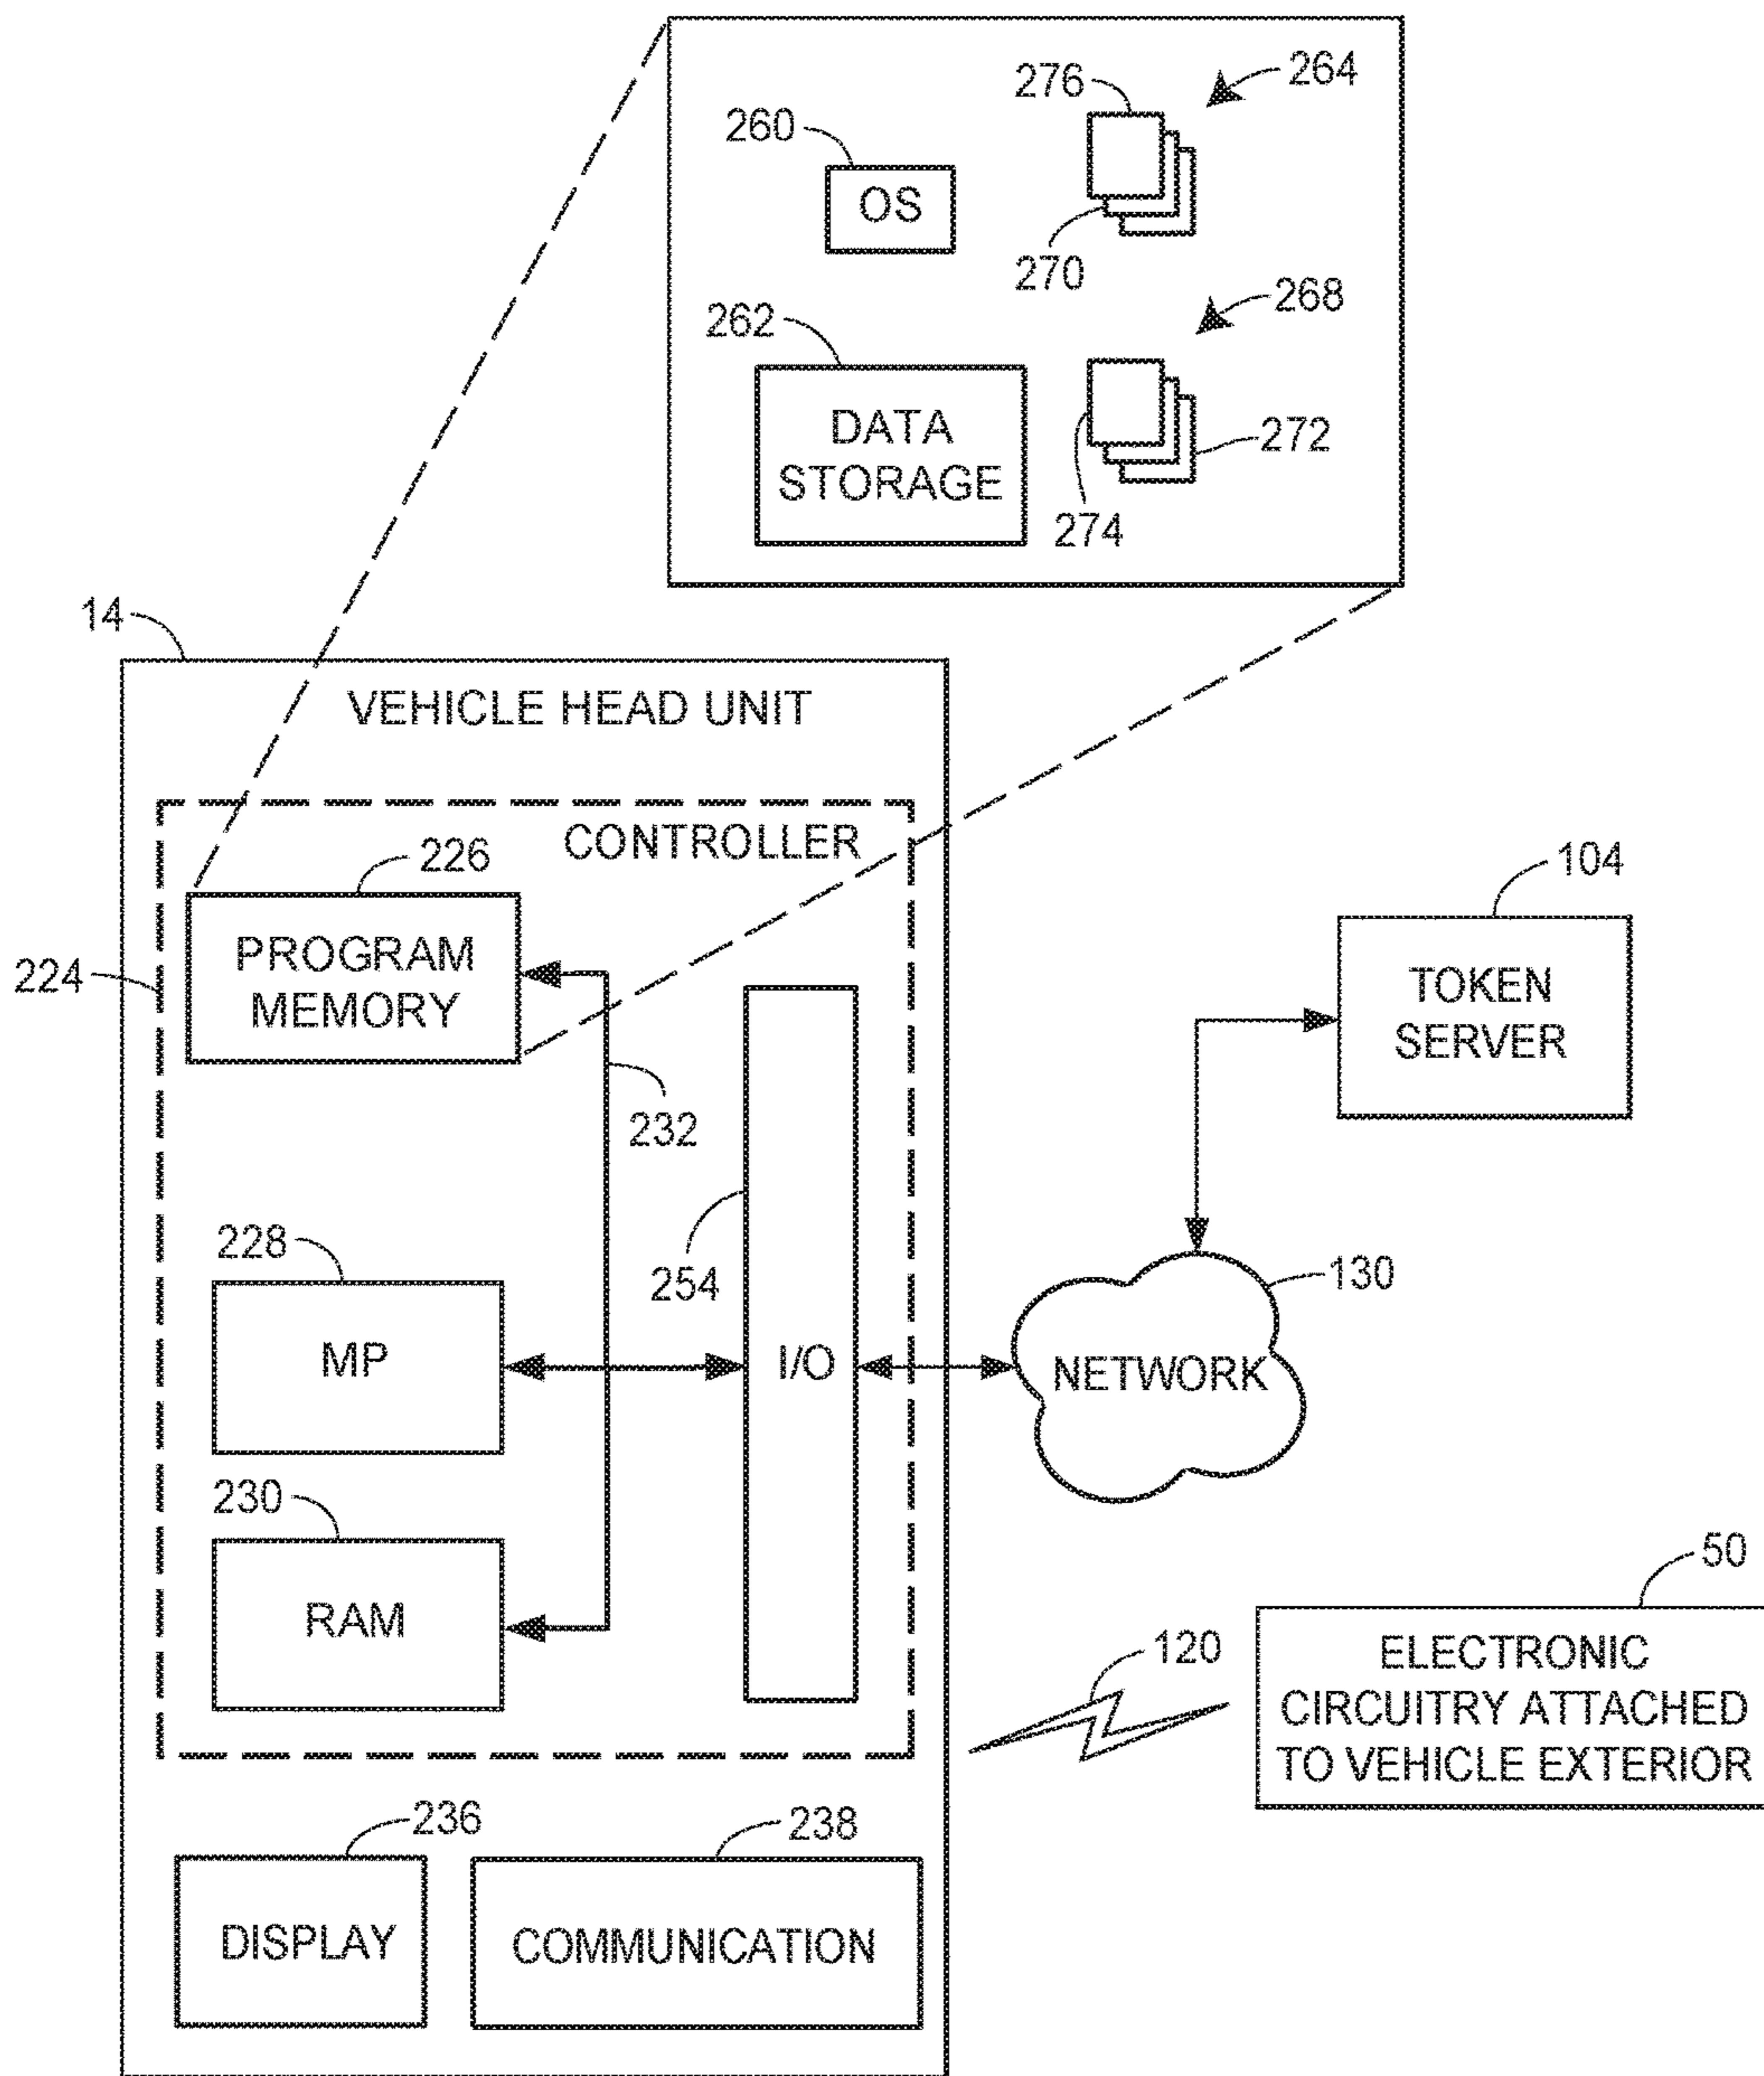 276
264
260
OS
270
268
262
DATA
STORAGE
272
274
14
VEHICLE HEAD UNIT
CONTROLLER
226
224
PROGRAM
MEMORY
104
TOKEN
SERVER
232
228
254
130
MP
I/O
NETWORK
230
RAM
50
120
ELECTRONIC
CIRCUITRY ATTACHED
TO VEHICLE EXTERIOR
236
238
DISPLAY
COMMUNICATION